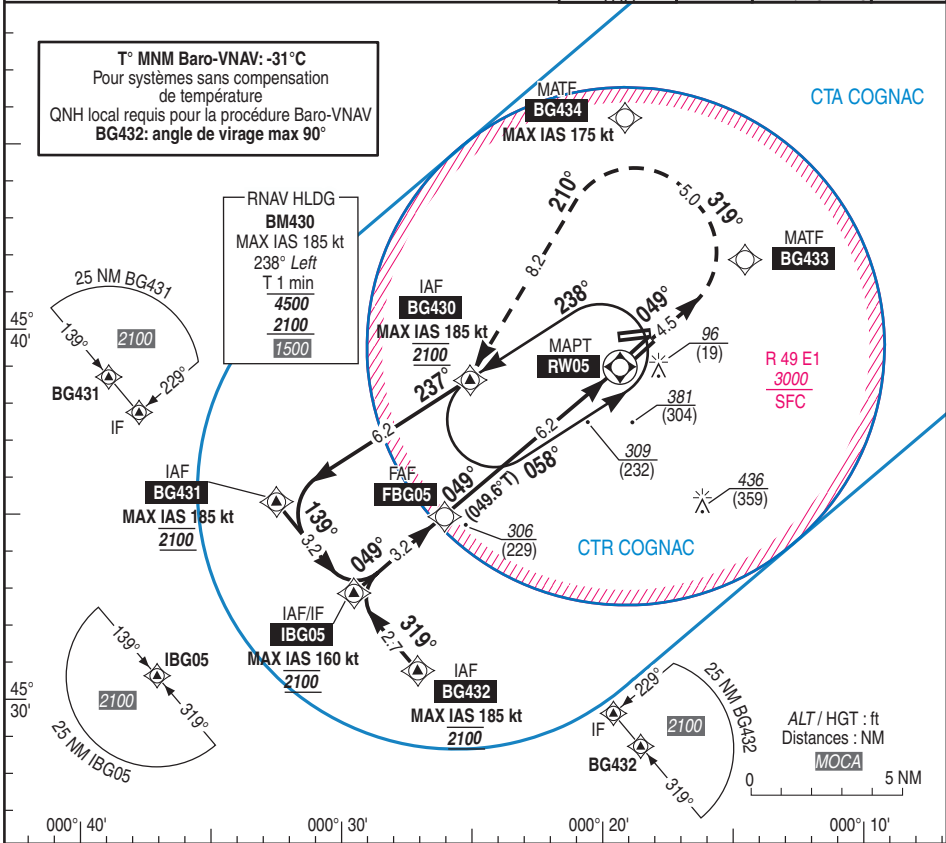 T° MNM Baro-VNAV: -31°C
Pour systèmes sans compensation
de température
QNH local requis pour la procédure Baro-VNAV
BG432: angle de virage max 90°
MATF
BG434
MAX IAS 175 kt
CTA COGNAC
RNAV HLDG
BM430
MAX IAS 185 kt
238° Left
T 1 min
4500
2100
1500
210°
5.0
319°
8.2
MATF
BG433
25 NM BG431
2100
139°
229°
BG431
IF
IAF
BG430
MAX IAS 185 kt
2100
238°
049°
4.5
MAPT
RW05
96
(19)
R 49 E1
3000
SFC
45°
40'
237°
6.2
381
(304)
6.2
309
(232)
058°
IAF
BG431
MAX IAS 185 kt
2100
FAF
FBG05
049°
(049.6°T)
436
(359)
139°
3.2
049°
3.2
306
(229)
CTR COGNAC
IAF/IF
IBG05
MAX IAS 160 kt
2100
319°
2.7
IAF
BG432
MAX IAS 185 kt
2100
139°
IBG05
2100
319°
25 NM IBG05
45°
30'
229°
IF
2100
25 NM BG432
BG432
319°
ALT / HGT : ft
Distances : NM
MOCA
0
5 NM
000° 40'
000° 30'
000° 20'
000° 10'